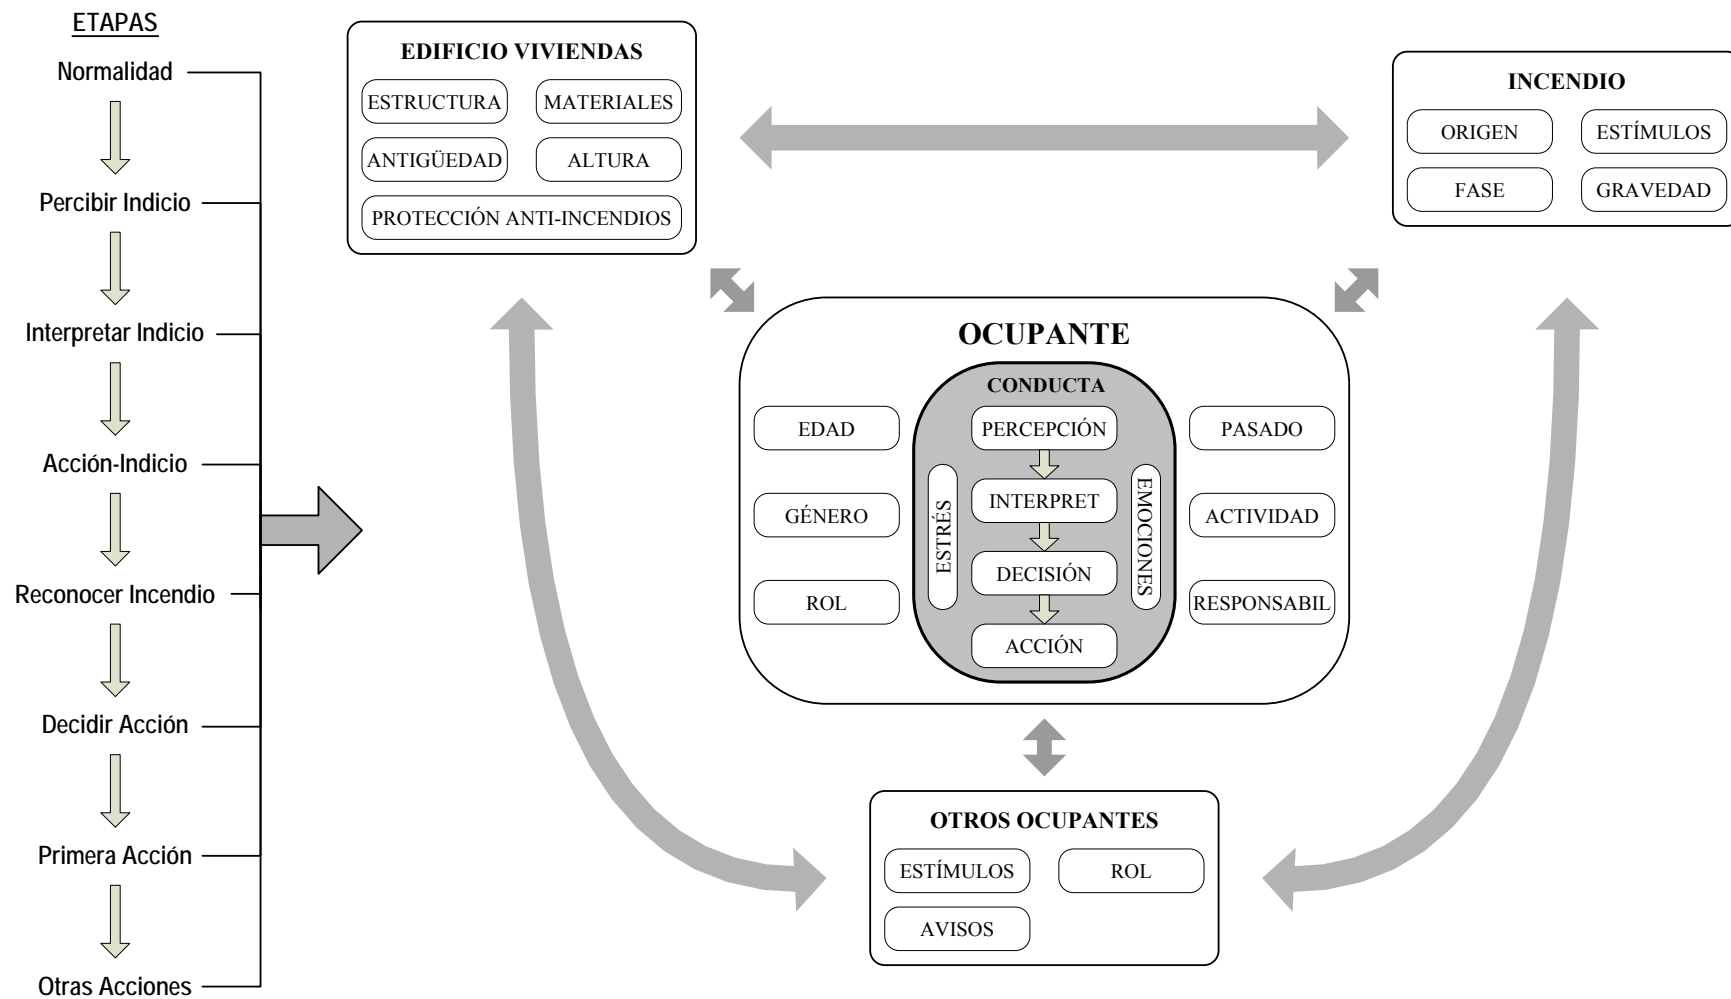 ETAPAS
Normalidad
Percibir Indicio
Interpretar Indicio
Acción-Indicio
Reconocer Incendio
Decidir Acción
Primera Acción
Otras Acciones
EDIFICIO VIVIENDAS
ESTRUCTURA
MATERIALES
ANTIGÜEDAD
ALTURA
PROTECCIÓN ANTI-INCENDIOS
INCENDIO
ORIGEN
ESTÍMULOS
FASE
GRAVEDAD
OCUPANTE
EDAD
GÉNERO
ROL
CONDUCTA
PERCEPCIÓN
INTERPRET
DECISIÓN
ACCIÓN
ESTRÉS
EMOCIONES
PASADO
ACTIVIDAD
RESPONSABIL
OTROS OCUPANTES
ESTÍMULOS
ROL
AVISOS